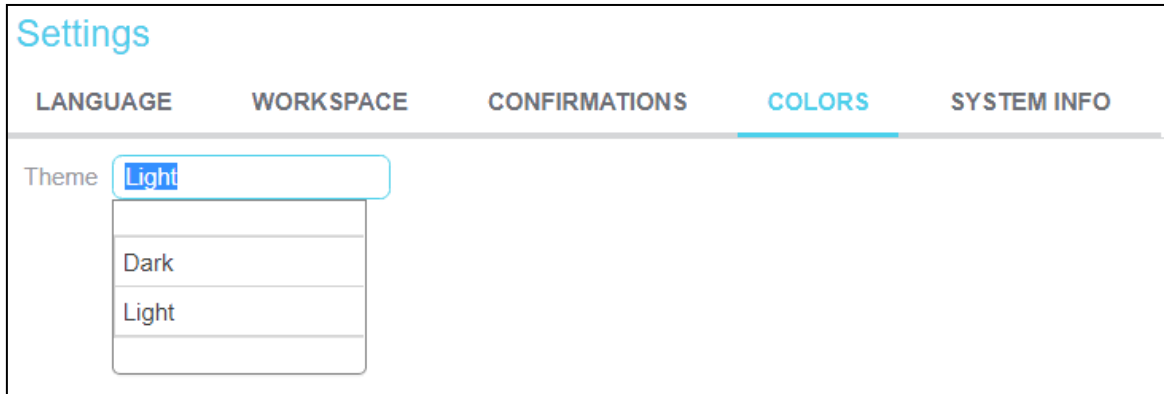 Settings
LANGUAGE WORKSPACE CONFIRMATIONS COLORS SYSTEM INFO
Theme Light
Dark
Light